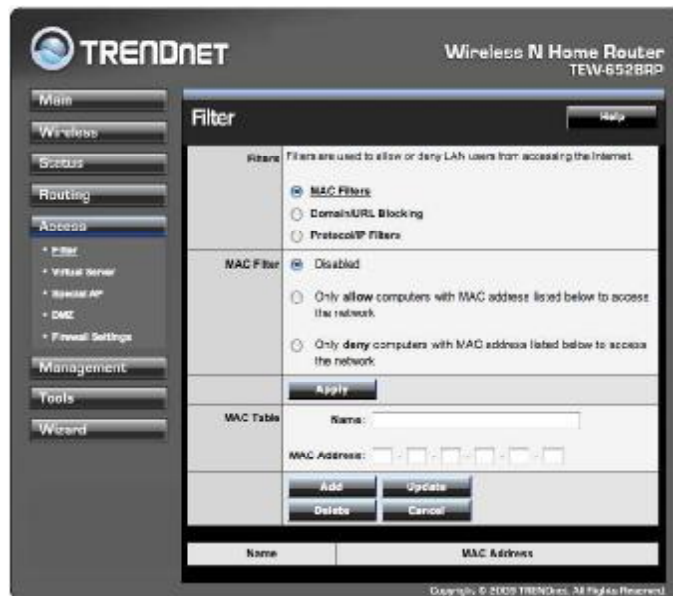 TRENDNET
Wireless N Home Router
TEW-652BRP
Main
Wireless
Status
Routing
Access
• Filter
• Virtual Server
• Special AP
• DMZ
• Firewall Settings
Management
Tools
Wizard
Filter
Help
Filters
Filters are used to allow or deny LAN users from accessing the Internet.
MAC Filters
Domain/URL Blocking
Protocol/IP Filters
MAC Filter
Disabled
Only allow computers with MAC address listed below to access
the network
Only deny computers with MAC address listed below to access
the network
Apply
MAC Table
Name:
MAC Address: - - - - -
Add
Update
Delete
Cancel
Name
MAC Address
Copyright © 2009 TRENDnet. All Rights Reserved.